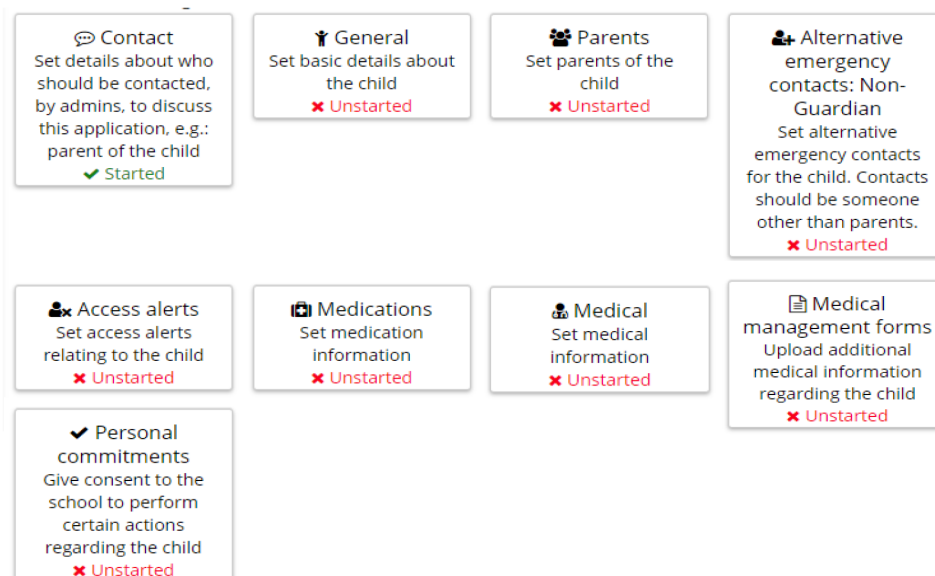 Contact
Set details about who
should be contacted,
by admins, to discuss
this application, e.g.:
parent of the child
Started
General
Set basic details about
the child
Unstarted
Parents
Set parents of the
child
Unstarted
Alternative
emergency
contacts: Non-
Guardian
Set alternative
emergency contacts
for the child. Contacts
should be someone
other than parents.
Unstarted
Access alerts
Set access alerts
relating to the child
Unstarted
Medications
Set medication
information
Unstarted
Medical
Set medical
information
Unstarted
Medical
management forms
Upload additional
medical information
regarding the child
Unstarted
Personal
commitments
Give consent to the
school to perform
certain actions
regarding the child
Unstarted